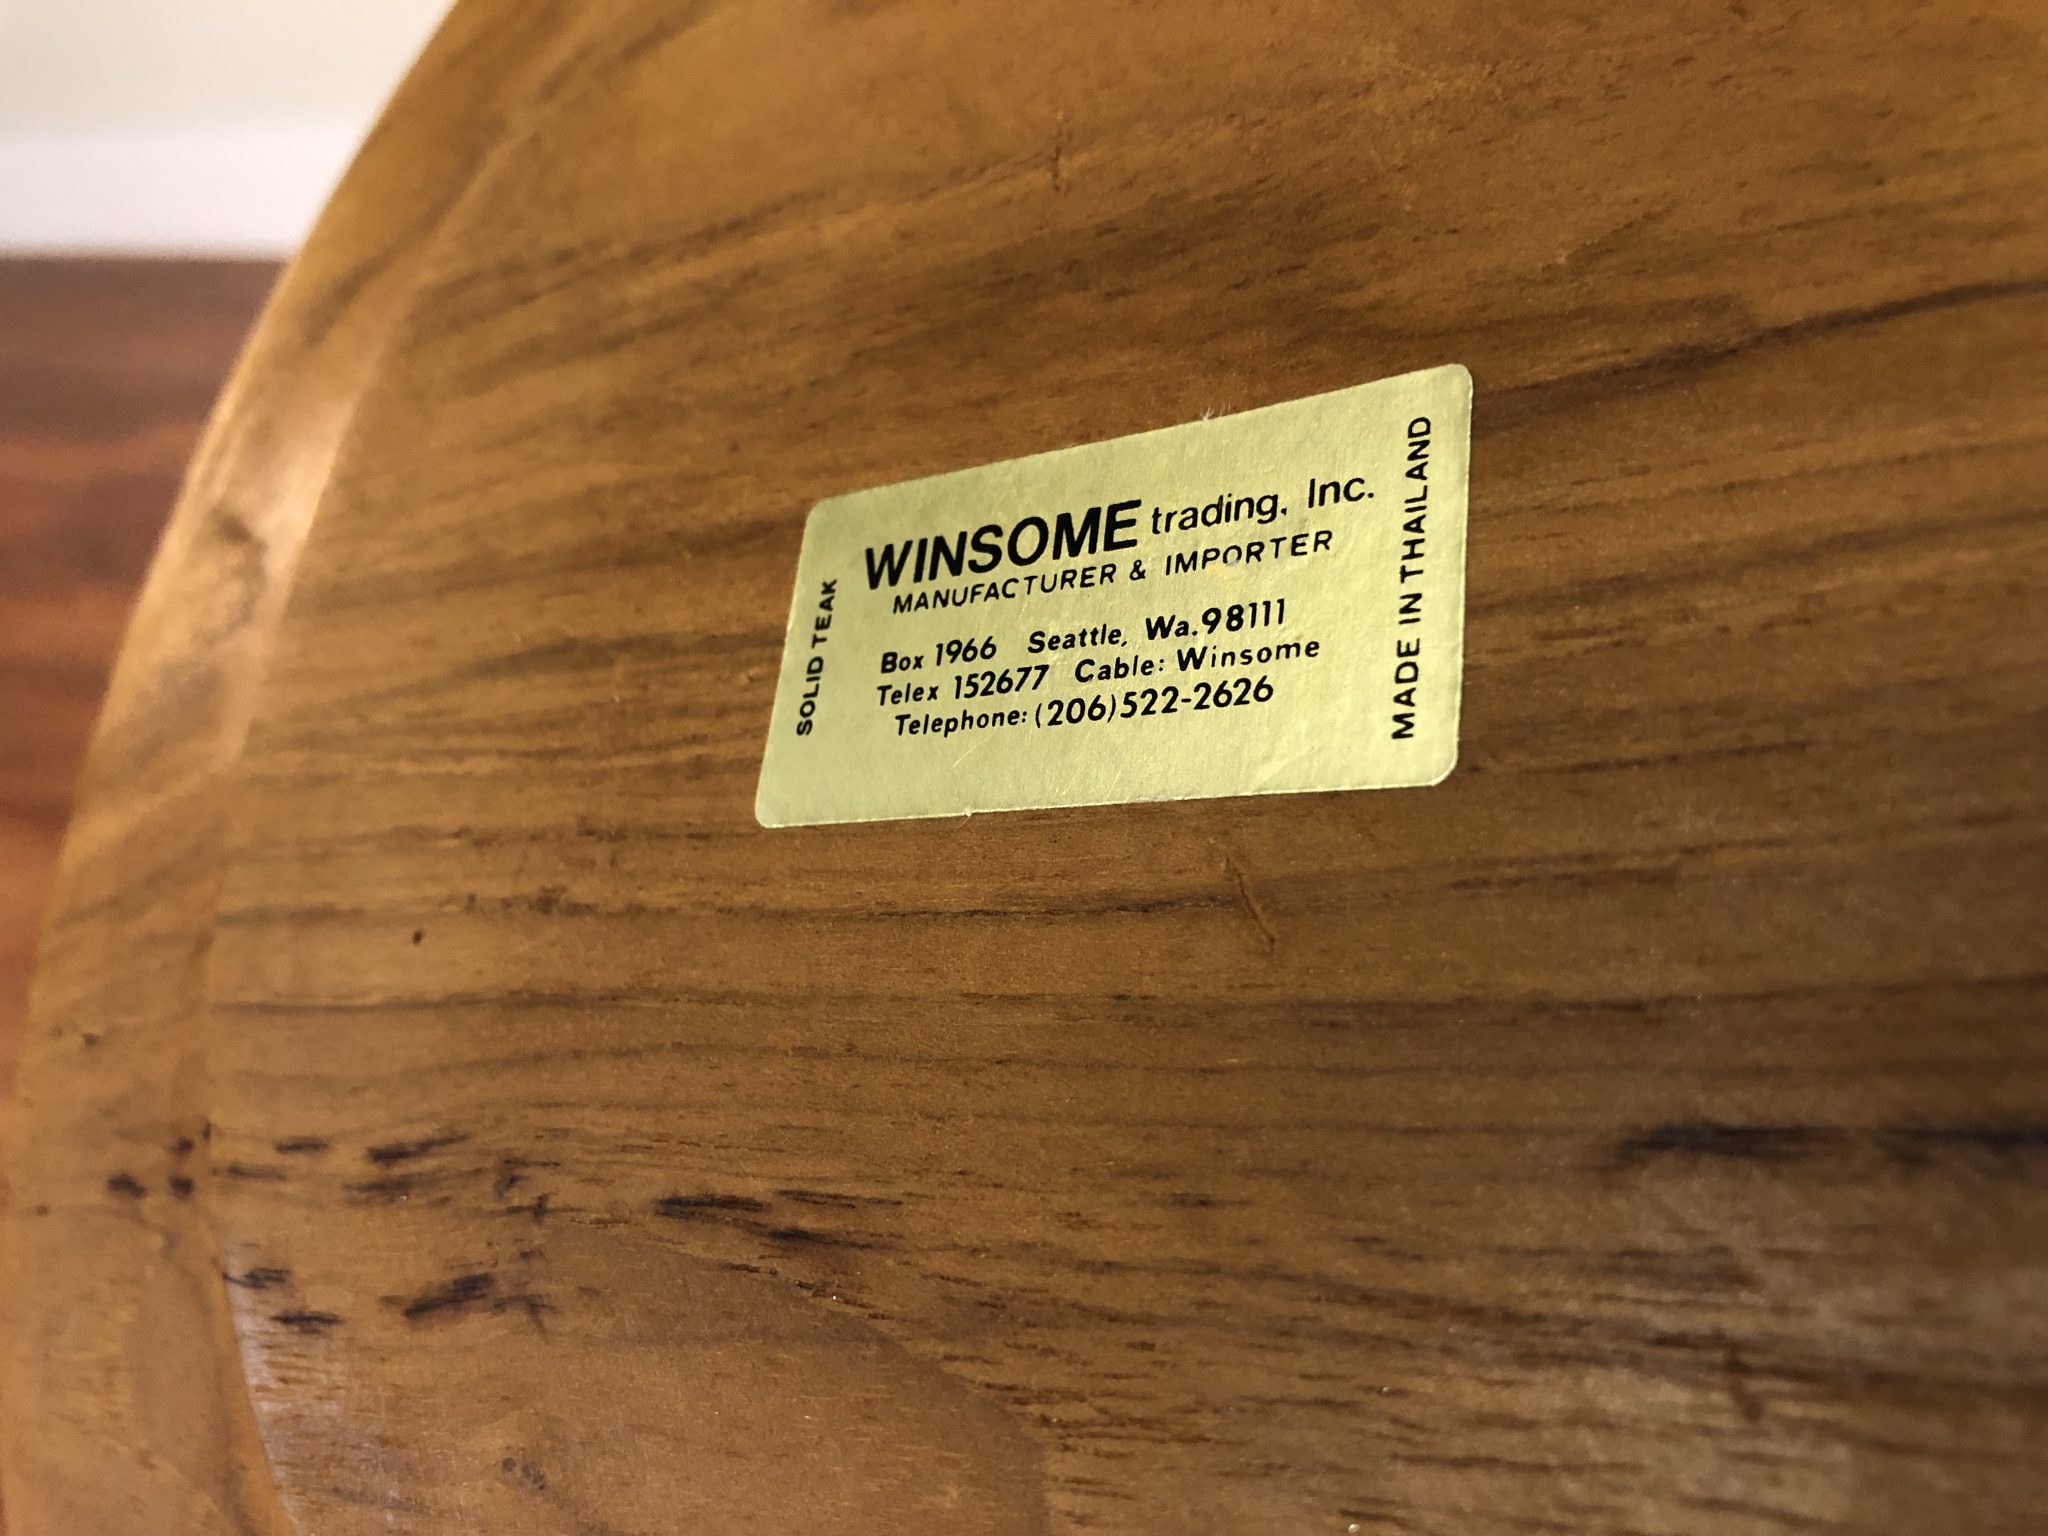 SOLID TEAK
WINSOME trading, Inc.
MANUFACTURER & IMPORTER
Box 1966 Seattle, Wa. 98111
Telex 152677 Cable: Winsome
Telephone: (206) 522-2626
MADE IN THAILAND